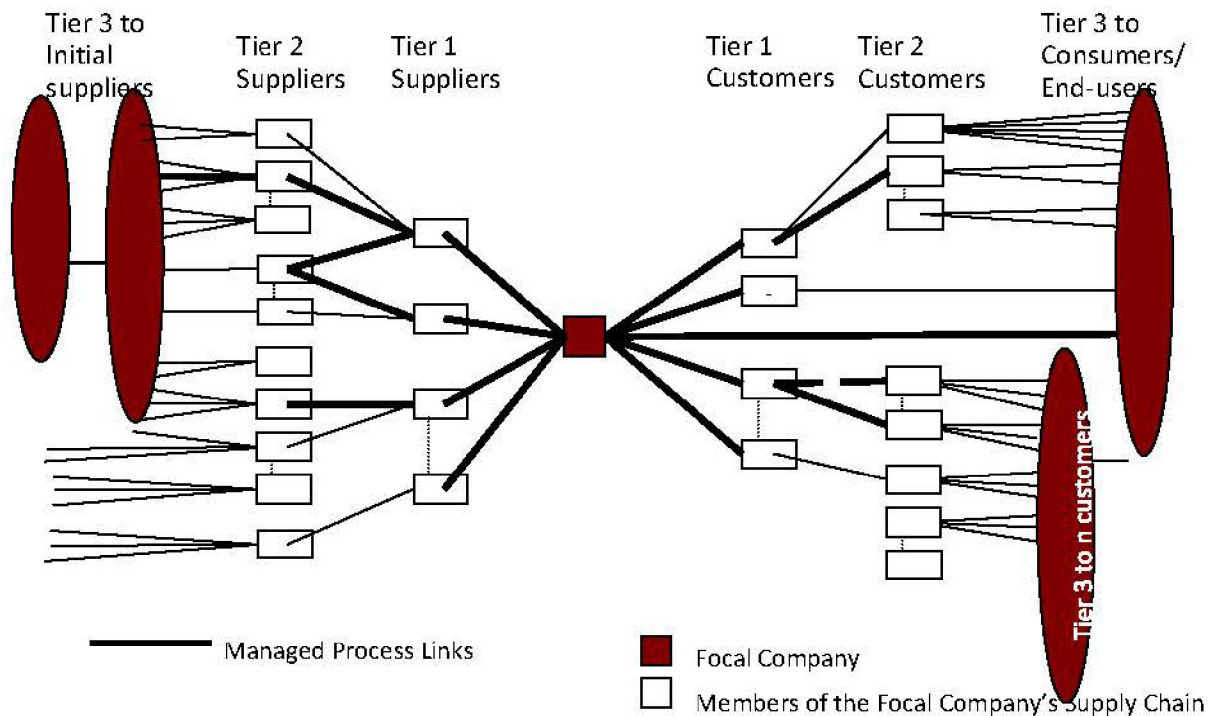 Tier 3 to
Initial
suppliers
Tier 2
Suppliers
Tier 1
Suppliers
Tier 1
Customers
Tier 2
Customers
Tier 3 to
Consumers/
End-users
Tier 3 to n customers
Managed Process Links
Focal Company
Members of the Focal Company's Supply Chain